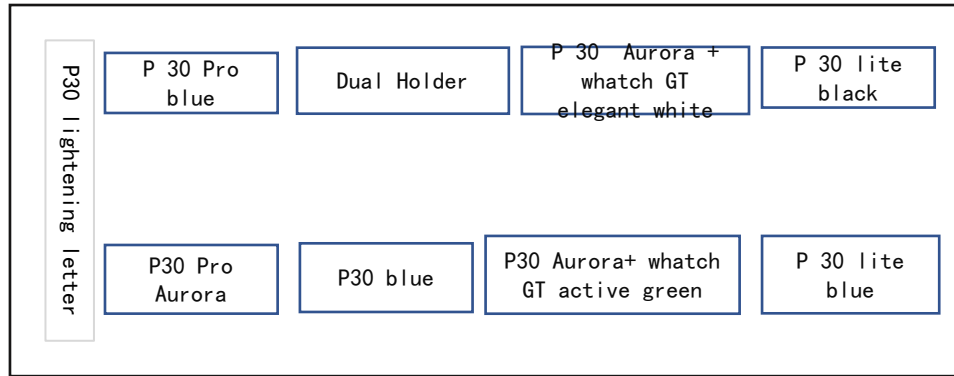 P30 lightening letter
P 30 Pro
blue
Dual Holder
P 30 Aurora +
whatch GT
elegant white
P 30 lite
black
P30 Pro
Aurora
P30 blue
P30 Aurora+ whatch
GT active green
P 30 lite
blue